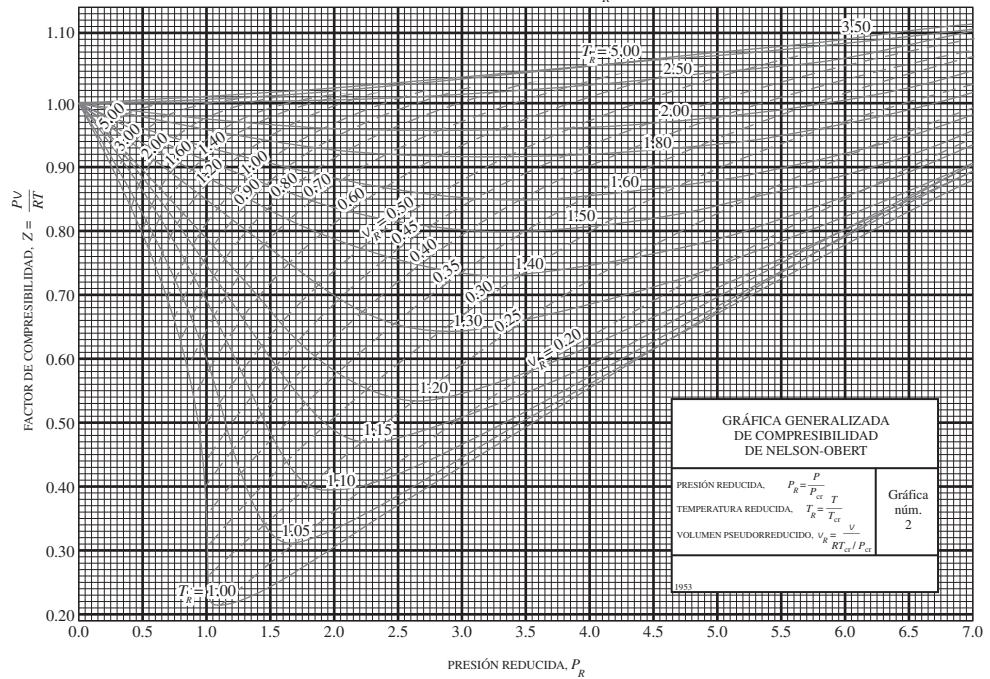 R
T_R = 5.00
3.50
2.50
2.00
1.80
1.60
1.50
1.40
1.30
1.20
1.15
1.10
1.05
T_R = 1.00
5.00
3.00
2.00
1.60
1.40
1.20
1.00
0.90
0.80
0.70
0.60
v_R = 0.50
0.45
0.40
0.35
0.30
0.25
v_R = 0.20
1.10
1.00
0.90
0.80
0.70
0.60
0.50
0.40
0.30
0.20
FACTOR DE COMPRESIBILIDAD, Z = Pv/RT
0.0 0.5 1.0 1.5 2.0 2.5 3.0 3.5 4.0 4.5 5.0 5.5 6.0 6.5 7.0
PRESIÓN REDUCIDA, P_R
GRÁFICA GENERALIZADA
DE COMPRESIBILIDAD
DE NELSON-OBERT
PRESIÓN REDUCIDA, P_R = P/P_cr
TEMPERATURA REDUCIDA, T_R = T/T_cr
VOLUMEN PSEUDORREDUCIDO, v_R = v/RT_cr / P_cr
Gráfica
núm.
2
1953